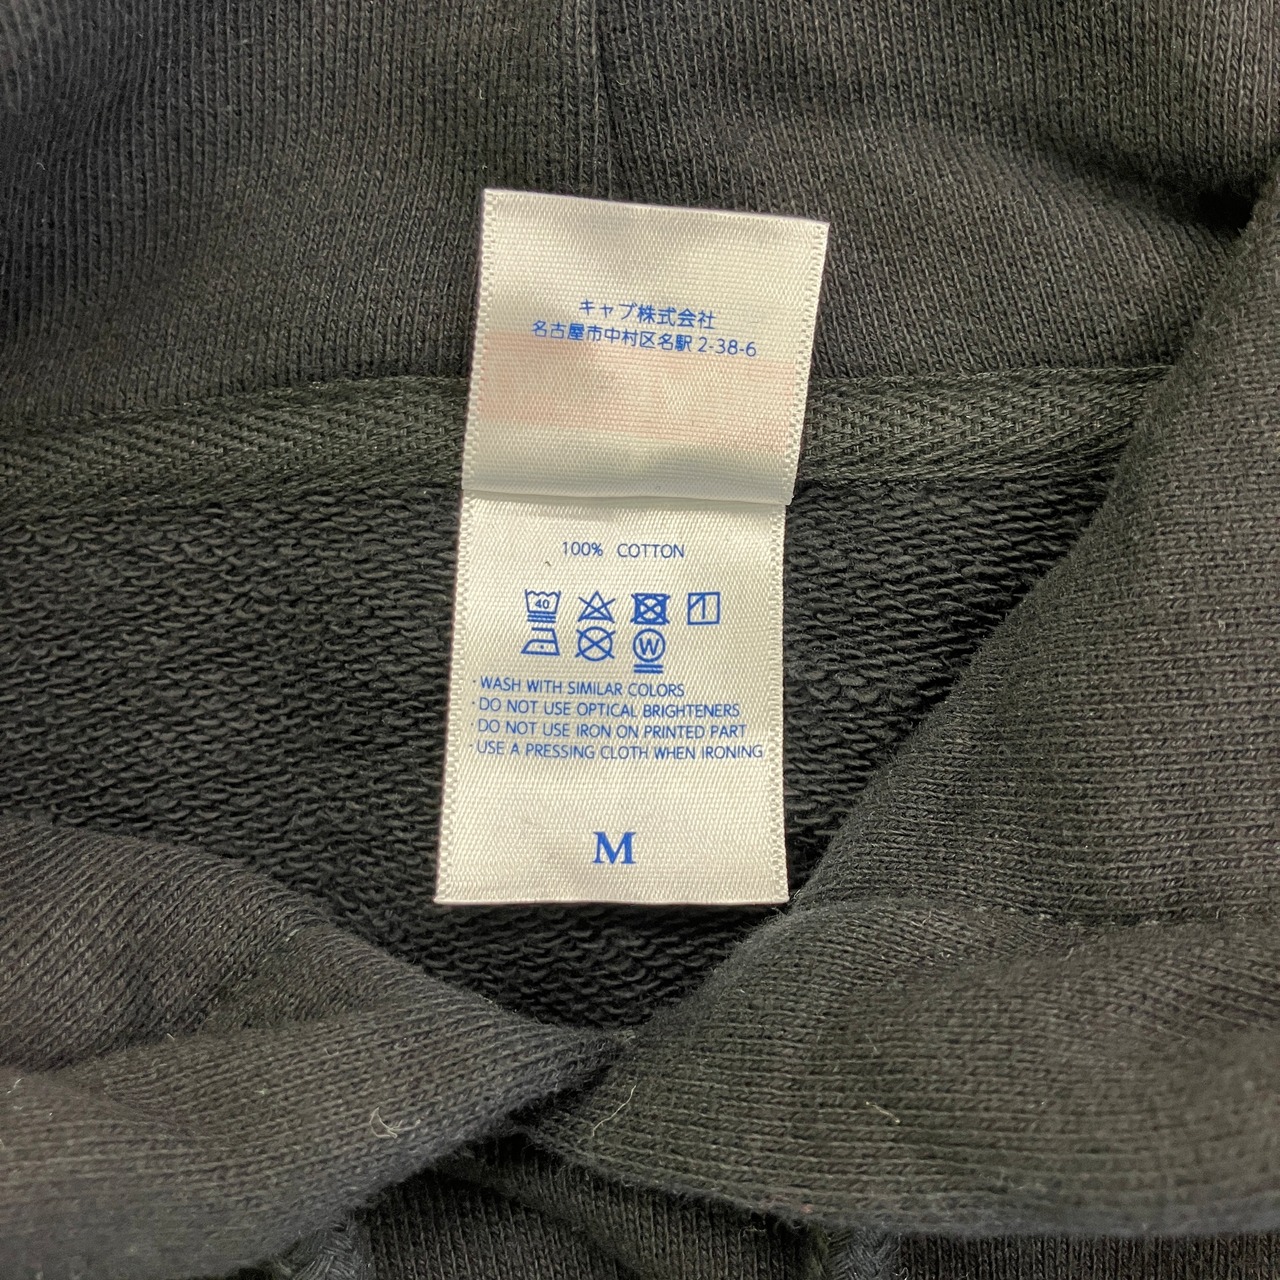 キャブ株式会社
名古屋市中村区名駅 2-38-6
100% COTTON
40
W
・WASH WITH SIMILAR COLORS
・DO NOT USE OPTICAL BRIGHTENERS
DO NOT USE IRON ON PRINTED PART
・USE A PRESSING CLOTH WHEN IRONING
M